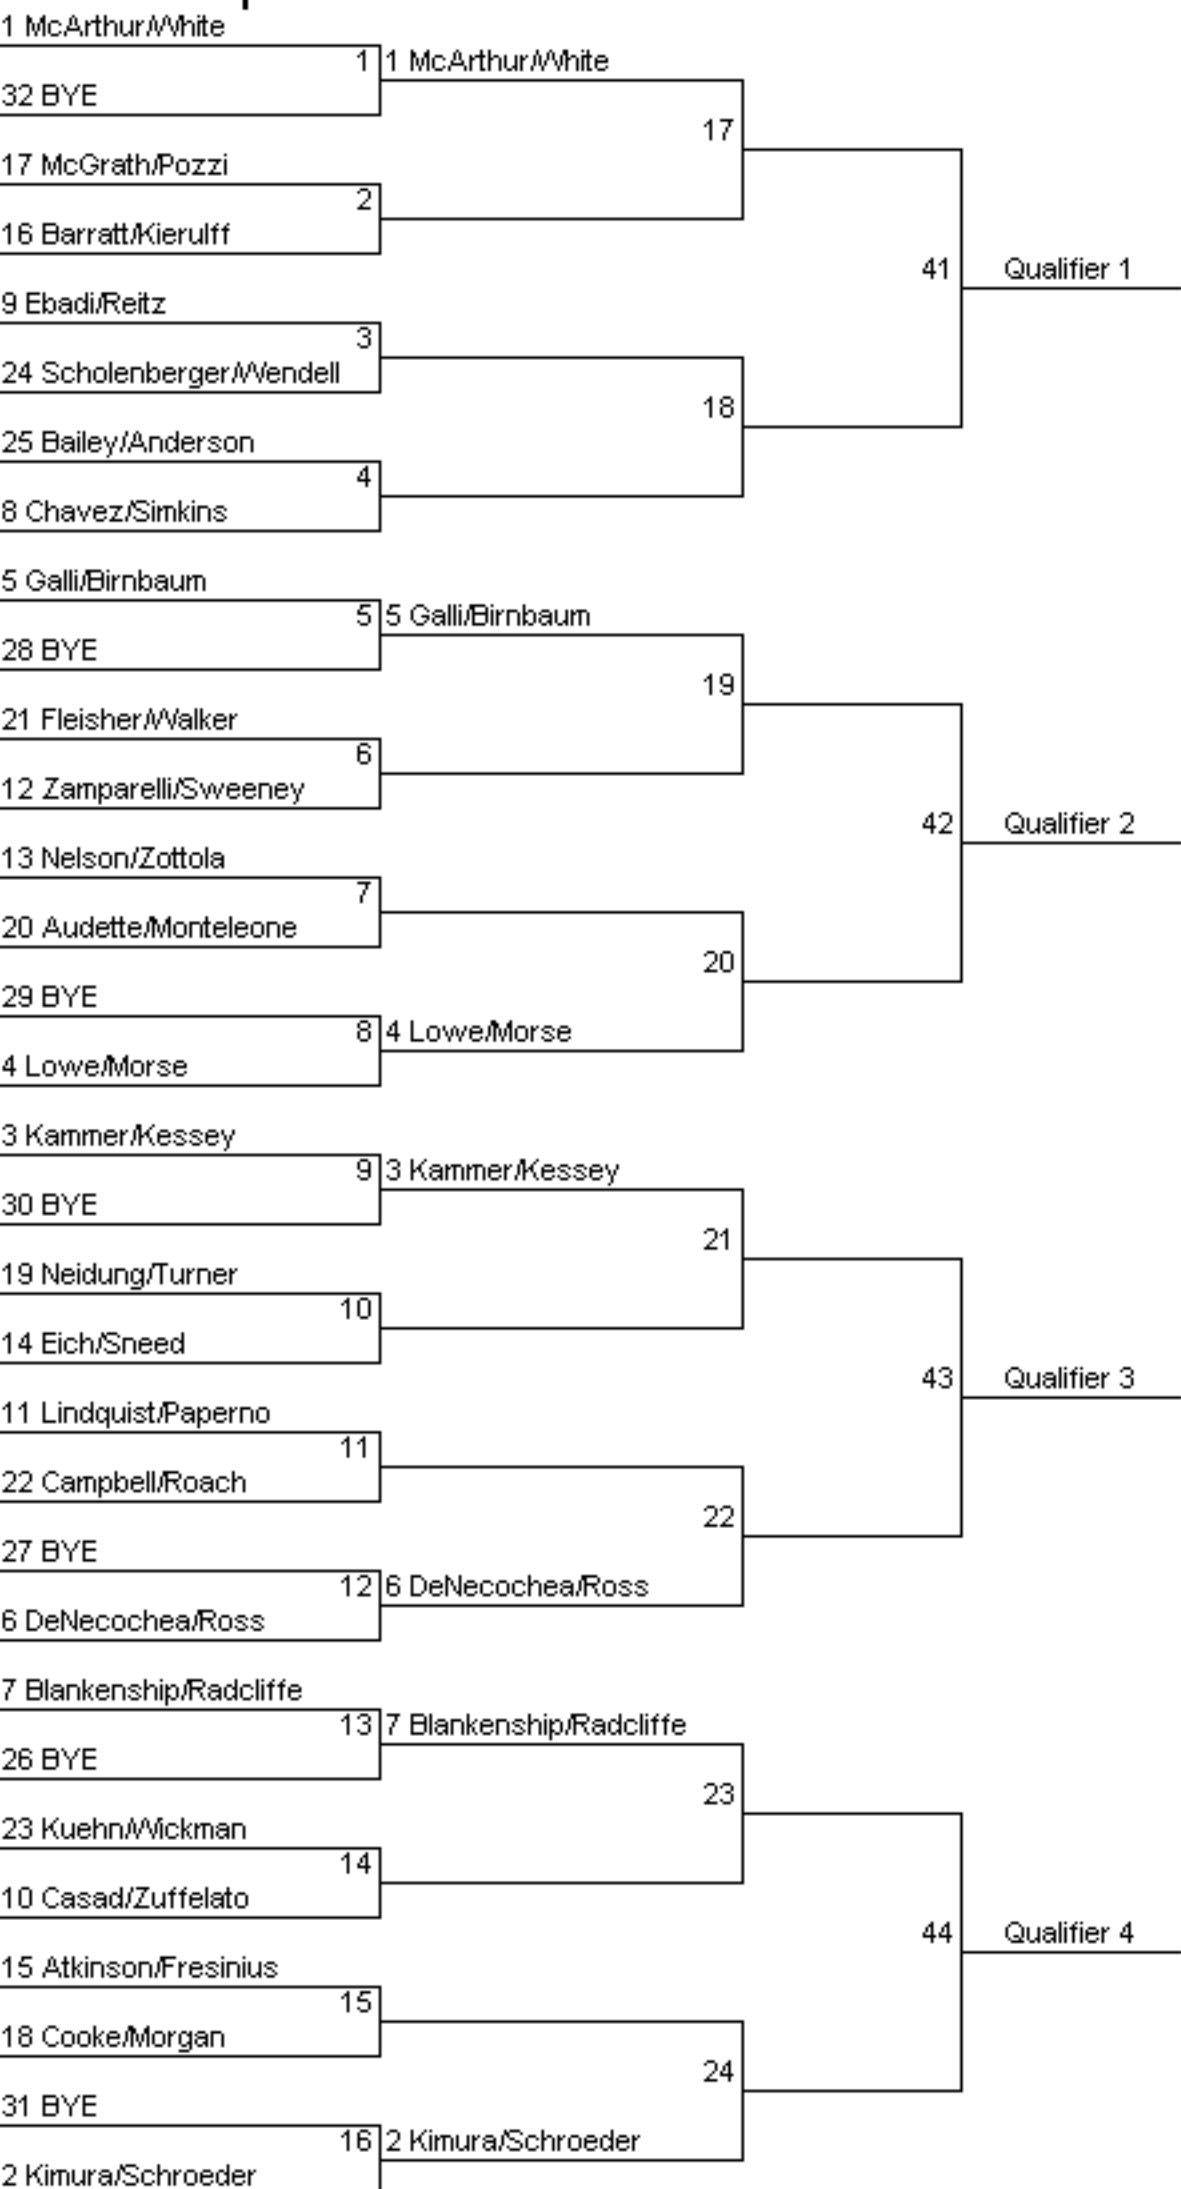 1 McArthur/White
1 1 McArthur/White
32 BYE
17
17 McGrath/Pozzi
2
16 Barratt/Kierulff
41 Qualifier 1
9 Ebadi/Reitz
3
24 Scholenberger/Wendell
18
25 Bailey/Anderson
4
8 Chavez/Simkins
5 Galli/Birnbaum
5 5 Galli/Birnbaum
28 BYE
19
21 Fleisher/Walker
6
12 Zamparelli/Sweeney
42 Qualifier 2
13 Nelson/Zottola
7
20 Audette/Monteleone
20
29 BYE
8 4 Lowe/Morse
4 Lowe/Morse
3 Kammer/Kessey
9 3 Kammer/Kessey
30 BYE
21
19 Neidung/Turner
10
14 Eich/Sneed
43 Qualifier 3
11 Lindquist/Paperno
11
22 Campbell/Roach
22
27 BYE
12 6 DeNecochea/Ross
6 DeNecochea/Ross
7 Blankenship/Radcliffe
13 7 Blankenship/Radcliffe
26 BYE
23
23 Kuehn/Wickman
14
10 Casad/Zuffelato
44 Qualifier 4
15 Atkinson/Fresinius
15
18 Cooke/Morgan
24
31 BYE
16 2 Kimura/Schroeder
2 Kimura/Schroeder